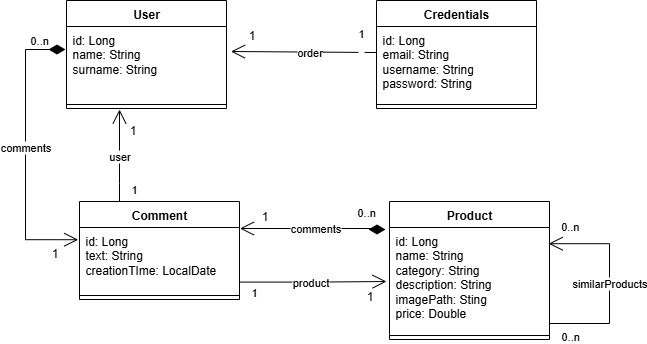 User
id: Long
name: String
surname: String
Credentials
id: Long
email: String
username: String
password: String
0..n
1
1
order
comments
1
1
user
1
1
Comment
id: Long
text: String
creationTIme: LocalDate
1
comments
0..n
Product
id: Long
name: String
category: String
description: String
imagePath: Sting
price: Double
1
product
1
0..n
similarProducts
0..n